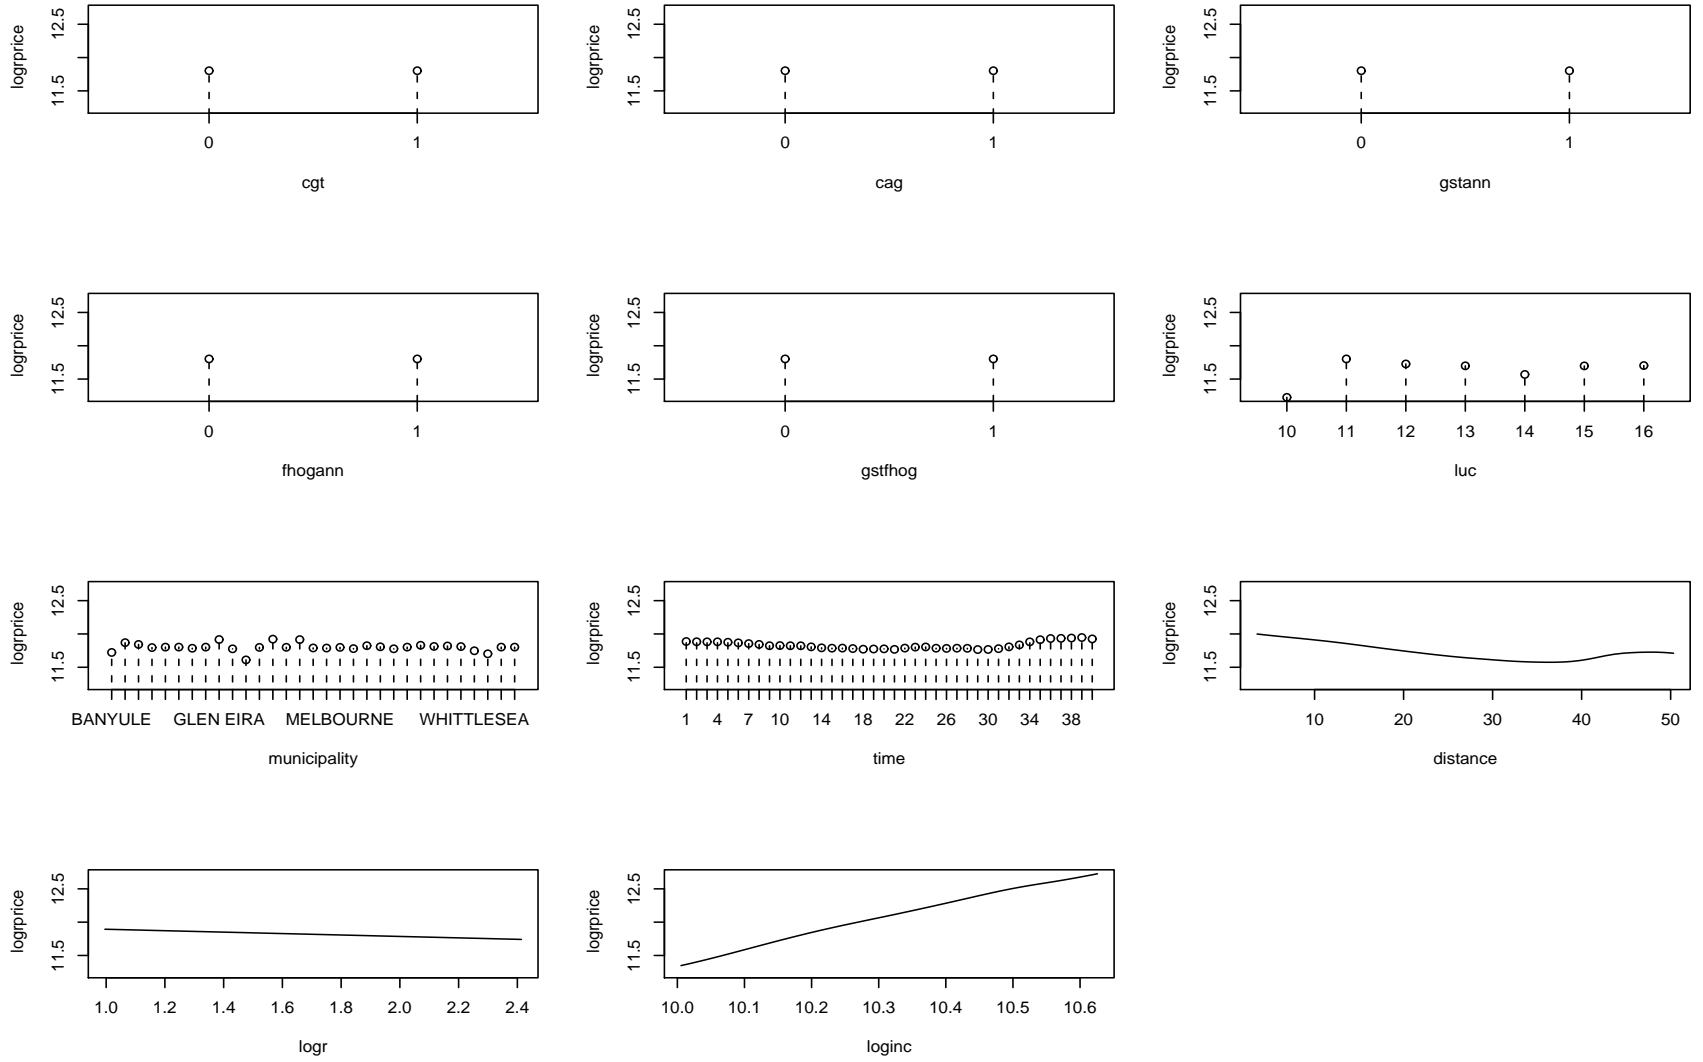 logrprice
12.5
11.5
0 1
cgt
logrprice
12.5
11.5
0 1
cag
logrprice
12.5
11.5
0 1
gstann
logrprice
12.5
11.5
0 1
fhogann
logrprice
12.5
11.5
0 1
gstfhog
logrprice
12.5
11.5
10 11 12 13 14 15 16
luc
logrprice
12.5
11.5
BANYULE GLEN EIRA MELBOURNE WHITTLESEA
municipality
logrprice
12.5
11.5
1 4 7 10 14 18 22 26 30 34 38
time
logrprice
12.5
11.5
10 20 30 40 50
distance
logrprice
12.5
11.5
1.0 1.2 1.4 1.6 1.8 2.0 2.2 2.4
logr
logrprice
12.5
11.5
10.0 10.1 10.2 10.3 10.4 10.5 10.6
loginc